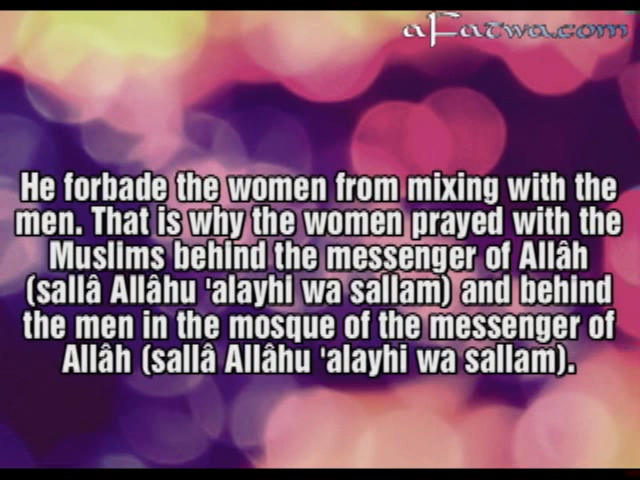 aFatwa.com
He forbade the women from mixing with the
men. That is why the women prayed with the
Muslims behind the messenger of Allâh
(sallâ Allâhu 'alayhi wa sallam) and behind
the men in the mosque of the messenger of
Allâh (sallâ Allâhu 'alayhi wa sallam).